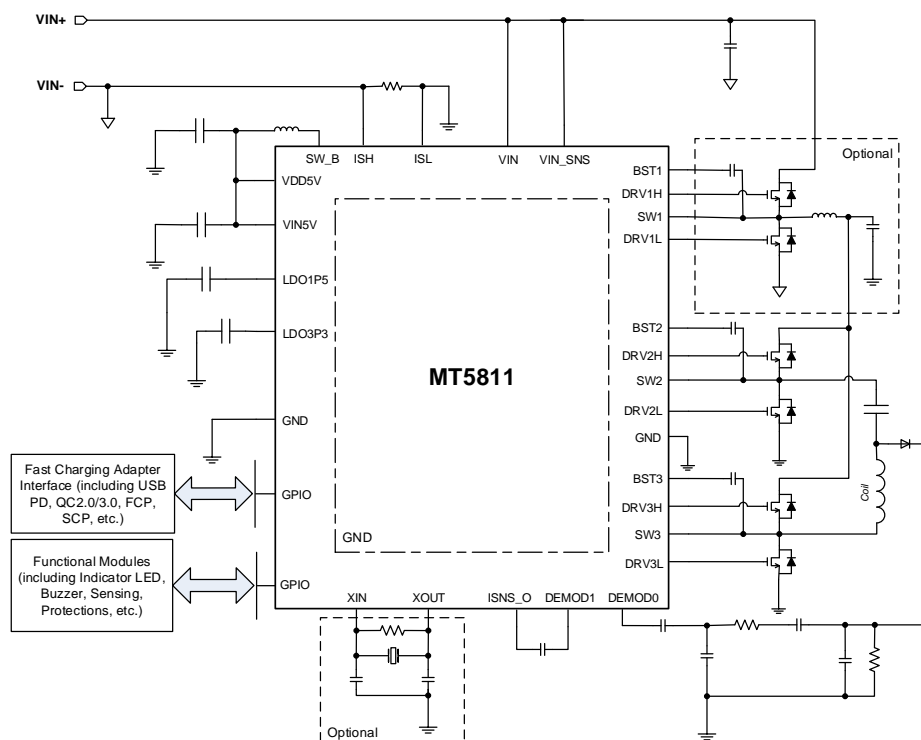 VIN+
VIN-
SW_B
ISH
ISL
VIN
VIN_SNS
VDD5V
VIN5V
LDO1P5
LDO3P3
GND
GPIO
GPIO
BST1
DRV1H
SW1
DRV1L
BST2
DRV2H
SW2
DRV2L
GND
BST3
DRV3H
SW3
DRV3L
MT5811
GND
XIN
XOUT
ISNS_O
DEMOD1
DEMOD0
Optional
Coil
Fast Charging Adapter
Interface (including USB
PD, QC2.0/3.0, FCP,
SCP, etc.)
Functional Modules
(including Indicator LED,
Buzzer, Sensing,
Protections, etc.)
Optional